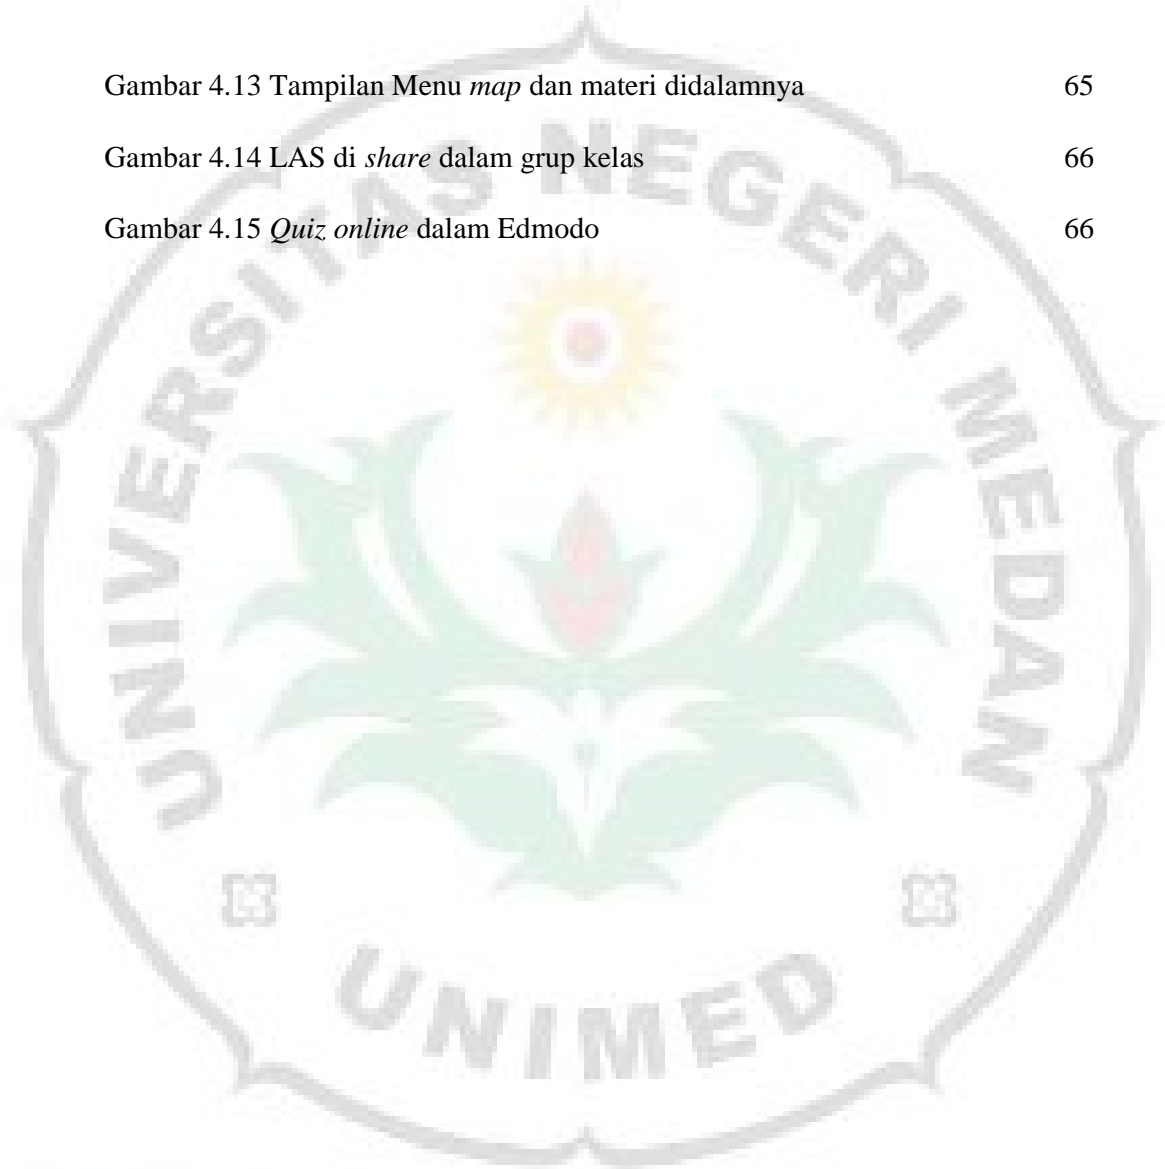 Gambar 4.13 Tampilan Menu map dan materi didalamnya 65
Gambar 4.14 LAS di share dalam grup kelas 66
Gambar 4.15 Quiz online dalam Edmodo 66
UNIVERSITAS NEGERI MEDAN
UNIMED